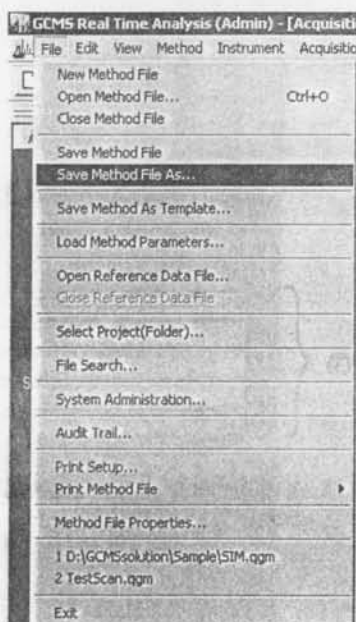 GCMS Real Time Analysis (Admin) - [Acquisiti
File Edit View Method Instrument Acquisitio
New Method File
Open Method File... Ctrl+O
Close Method File
Save Method File
Save Method File As...
Save Method As Template...
Load Method Parameters...
Open Reference Data File...
Close Reference Data File
Select Project(Folder)...
File Search...
System Administration...
Audit Trail...
Print Setup...
Print Method File
Method File Properties...
1 D:\GCMSsolution\Sample\SIM.qgm
2 TestScan.qgm
Exit